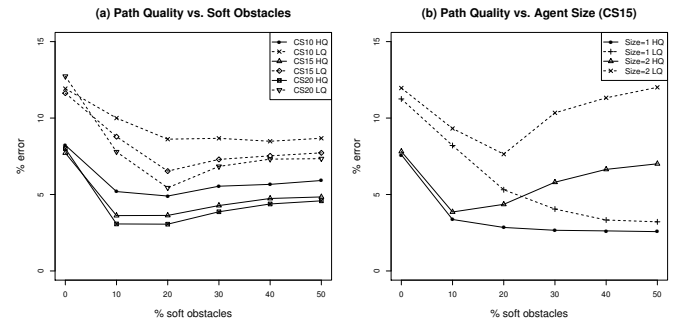 (a) Path Quality vs. Soft Obstacles
15
10
5
0
% error
CS10 HQ
CS10 LQ
CS15 HQ
CS15 LQ
CS20 HQ
CS20 LQ
0 10 20 30 40 50
% soft obstacles
(b) Path Quality vs. Agent Size (CS15)
15
10
5
0
% error
Size=1 HQ
Size=1 LQ
Size=2 HQ
Size=2 LQ
0 10 20 30 40 50
% soft obstacles